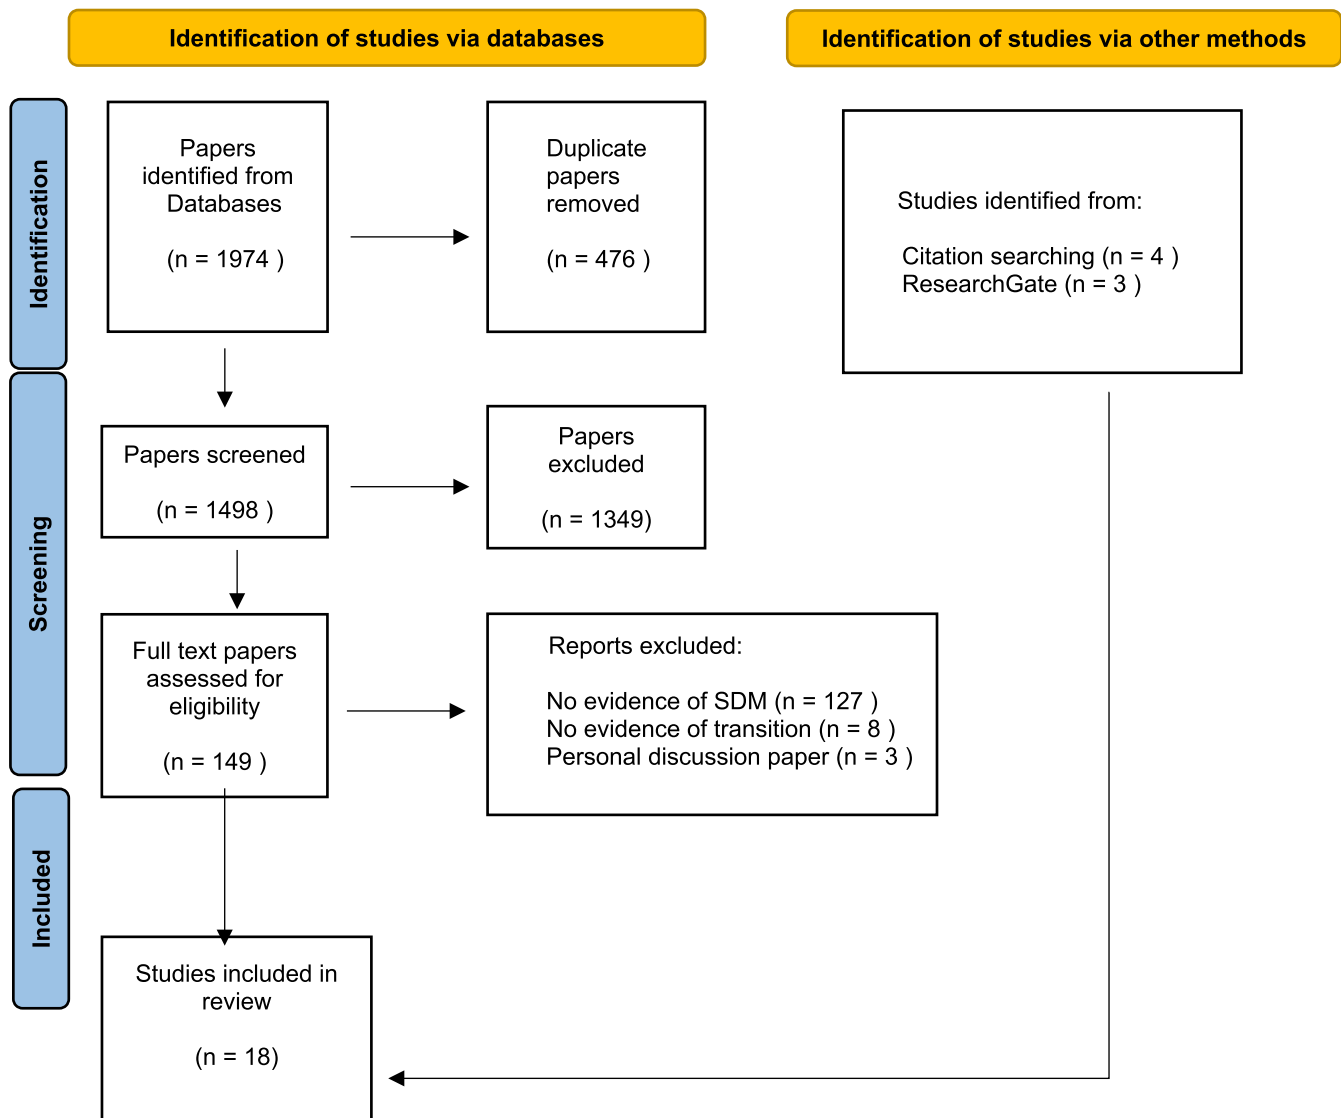 Identification of studies via databases
Identification of studies via other methods
Identification
Papers
identified from
Databases
(n = 1974 )
Duplicate
papers
removed
(n = 476 )
Studies identified from:
Citation searching (n = 4 )
ResearchGate (n = 3 )
Screening
Papers screened
(n = 1498 )
Papers
excluded
(n = 1349)
Full text papers
assessed for
eligibility
(n = 149 )
Reports excluded:
No evidence of SDM (n = 127 )
No evidence of transition (n = 8 )
Personal discussion paper (n = 3 )
Included
Studies included in
review
(n = 18)